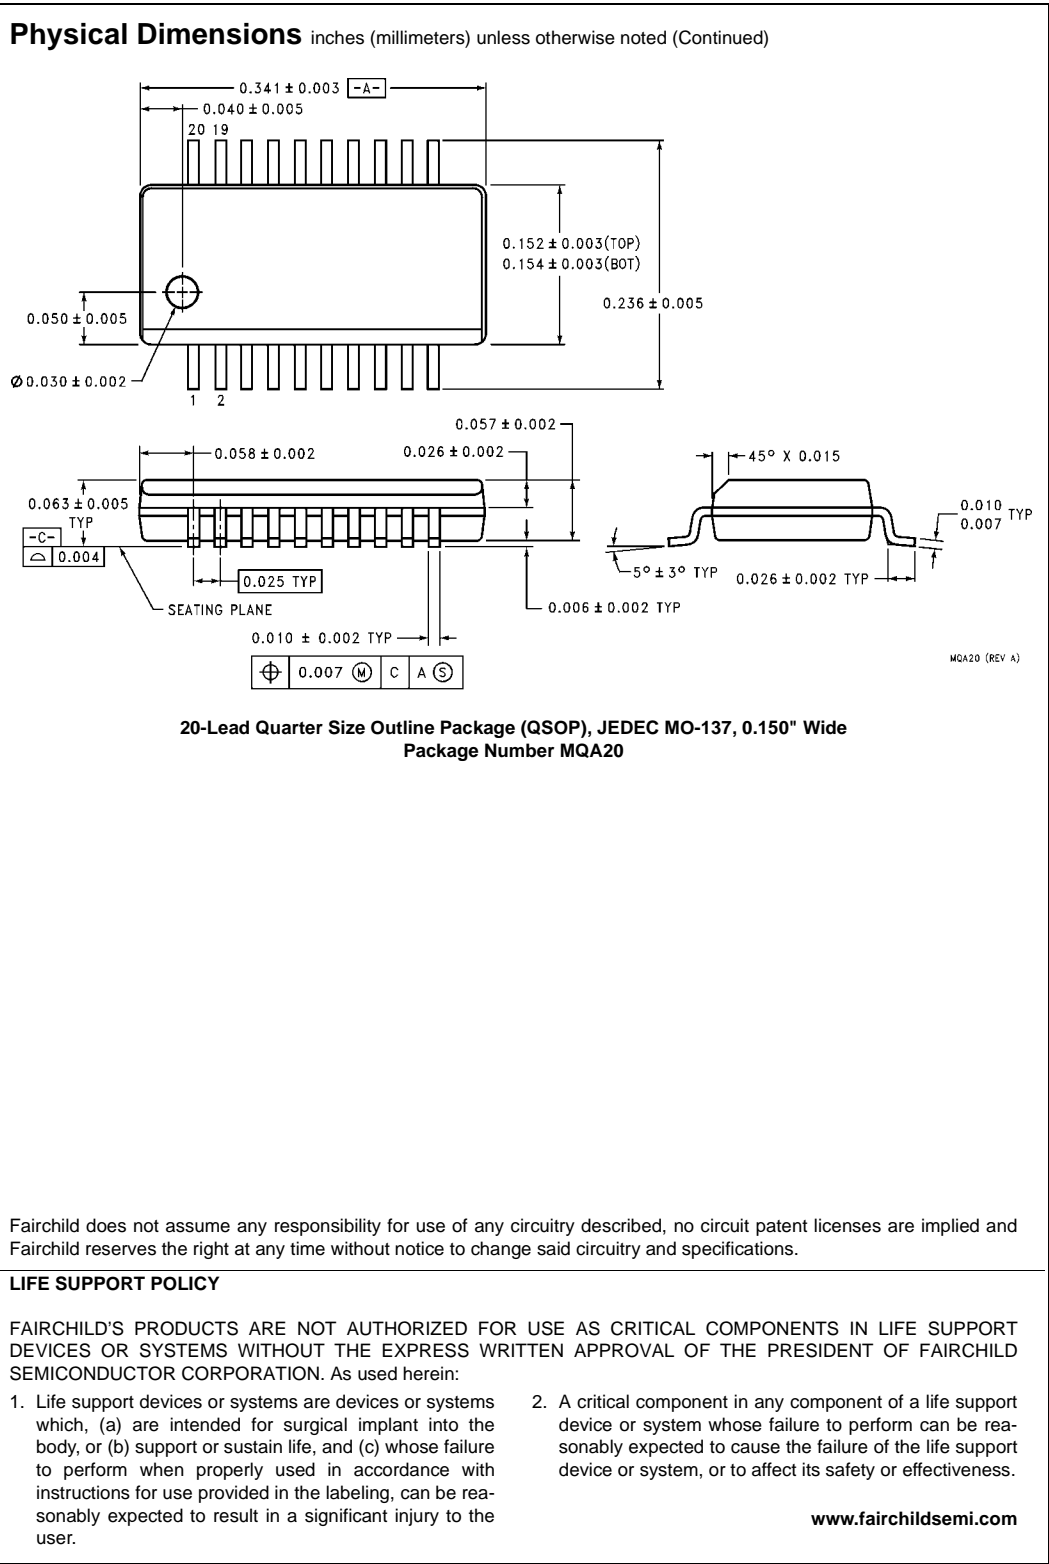 Physical Dimensions inches (millimeters) unless otherwise noted (Continued)
0.341 ± 0.003 -A-
0.040 ± 0.005
20 19
0.152 ± 0.003(TOP)
0.154 ± 0.003(BOT)
0.236 ± 0.005
0.050 ± 0.005
Ø 0.030 ± 0.002
1 2
0.057 ± 0.002
0.058 ± 0.002
0.026 ± 0.002
45° X 0.015
0.063 ± 0.005
TYP
0.010
0.007 TYP
-C-
⌓ 0.004
0.025 TYP
5° ± 3° TYP
0.026 ± 0.002 TYP
SEATING PLANE
0.006 ± 0.002 TYP
0.010 ± 0.002 TYP
⌖ 0.007 Ⓜ C A Ⓢ
MQA20 (REV A)
20-Lead Quarter Size Outline Package (QSOP), JEDEC MO-137, 0.150" Wide
Package Number MQA20
Fairchild does not assume any responsibility for use of any circuitry described, no circuit patent licenses are implied and
Fairchild reserves the right at any time without notice to change said circuitry and specifications.
LIFE SUPPORT POLICY
FAIRCHILD'S PRODUCTS ARE NOT AUTHORIZED FOR USE AS CRITICAL COMPONENTS IN LIFE SUPPORT
DEVICES OR SYSTEMS WITHOUT THE EXPRESS WRITTEN APPROVAL OF THE PRESIDENT OF FAIRCHILD
SEMICONDUCTOR CORPORATION. As used herein:
1. Life support devices or systems are devices or systems
which, (a) are intended for surgical implant into the
body, or (b) support or sustain life, and (c) whose failure
to perform when properly used in accordance with
instructions for use provided in the labeling, can be rea-
sonably expected to result in a significant injury to the
user.
2. A critical component in any component of a life support
device or system whose failure to perform can be rea-
sonably expected to cause the failure of the life support
device or system, or to affect its safety or effectiveness.
www.fairchildsemi.com